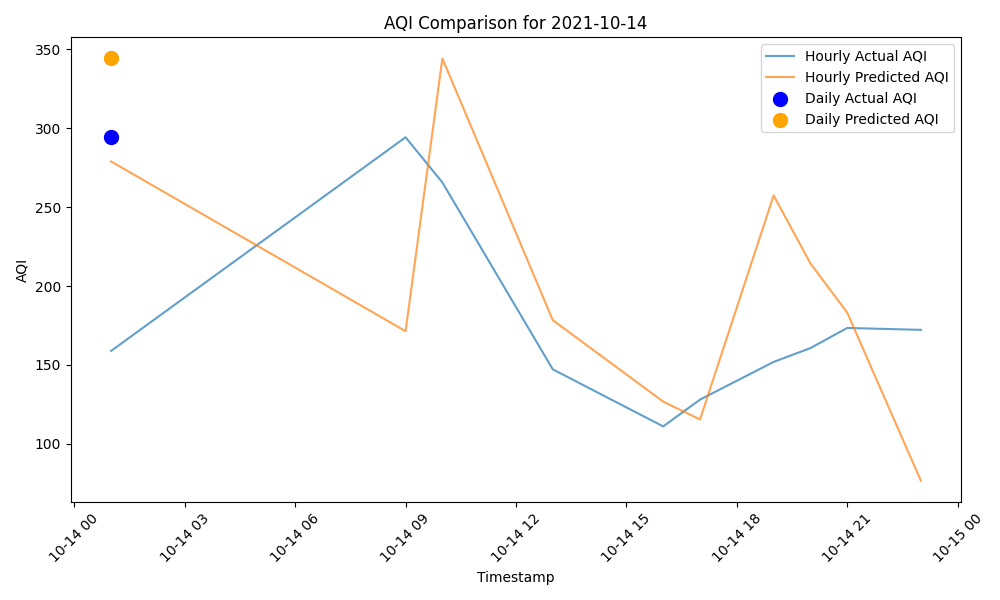 AQI Comparison for 2021-10-14
Hourly Actual AQI
Hourly Predicted AQI
Daily Actual AQI
Daily Predicted AQI
AQI
350
300
250
200
150
100
10-14 00
10-14 03
10-14 06
10-14 09
10-14 12
10-14 15
10-14 18
10-14 21
10-15 00
Timestamp